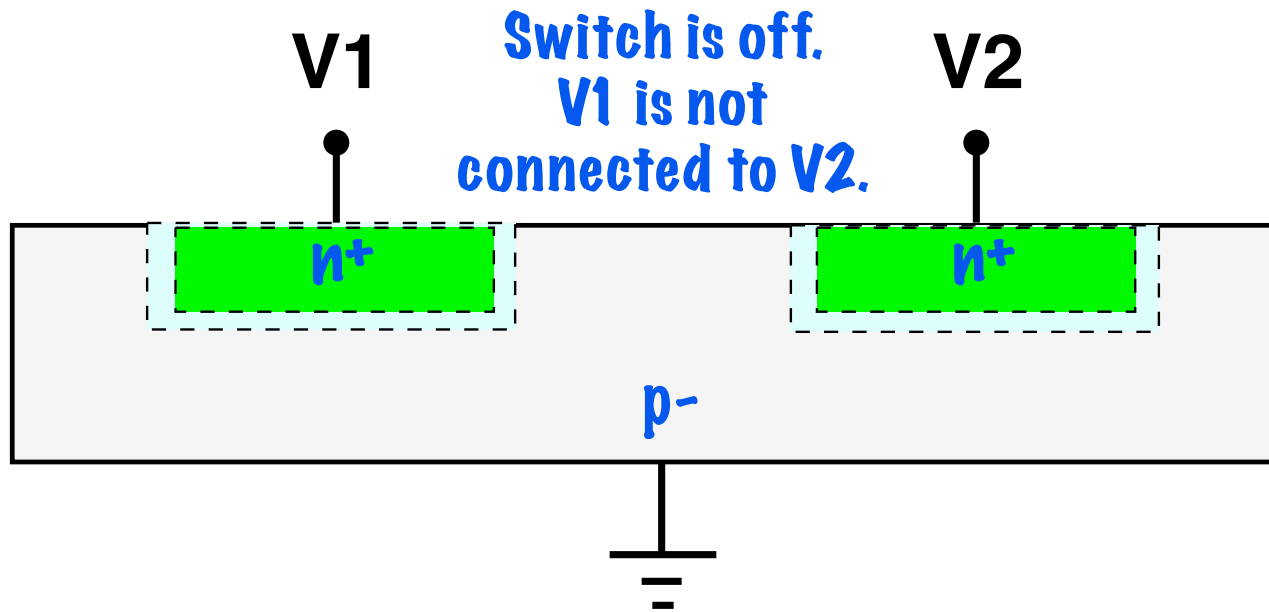 V1
Switch is off.
V1 is not
connected to V2.
V2
n+
n+
p-